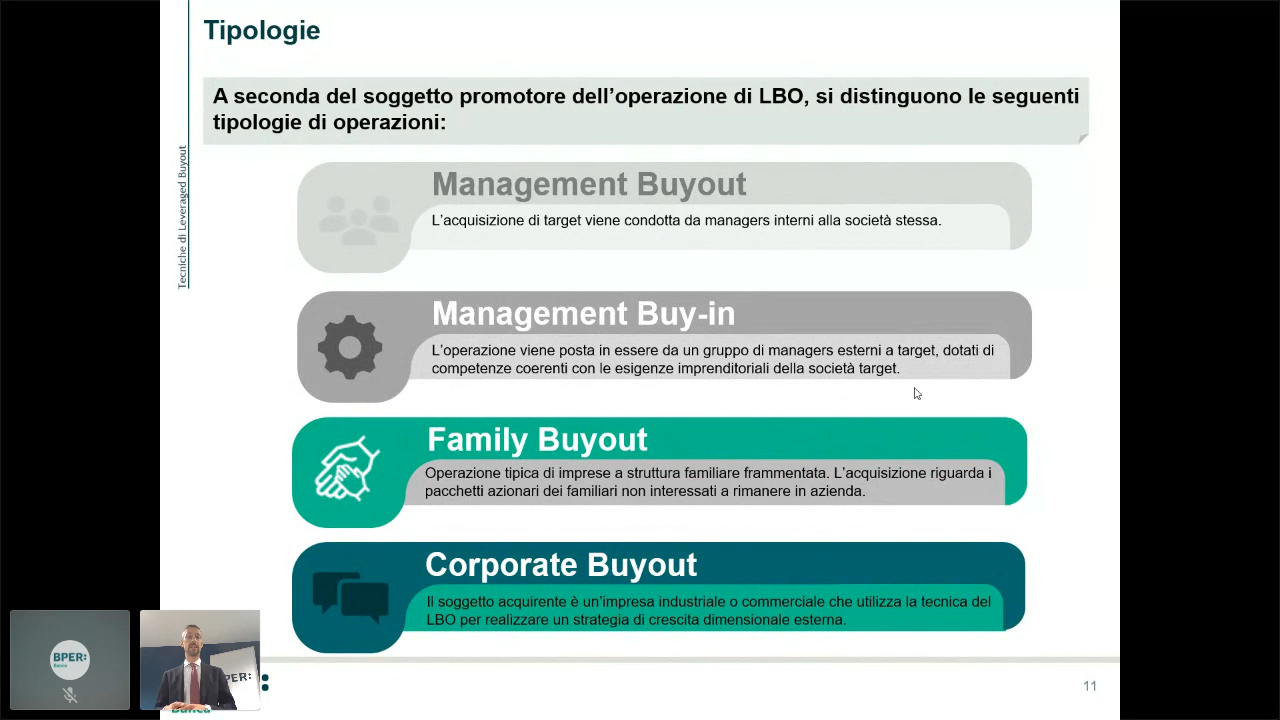 Tipologie
A seconda del soggetto promotore dell’operazione di LBO, si distinguono le seguenti
tipologie di operazioni:
Tecniche di Leveraged Buyout
Management Buyout
L’acquisizione di target viene condotta da managers interni alla società stessa.
Management Buy-in
L’operazione viene posta in essere da un gruppo di managers esterni a target, dotati di
competenze coerenti con le esigenze imprenditoriali della società target.
Family Buyout
Operazione tipica di imprese a struttura familiare frammentata. L’acquisizione riguarda i
pacchetti azionari dei familiari non interessati a rimanere in azienda.
Corporate Buyout
Il soggetto acquirente è un’impresa industriale o commerciale che utilizza la tecnica del
LBO per realizzare un strategia di crescita dimensionale esterna.
BPER:
Banca
PER:
Banca
11